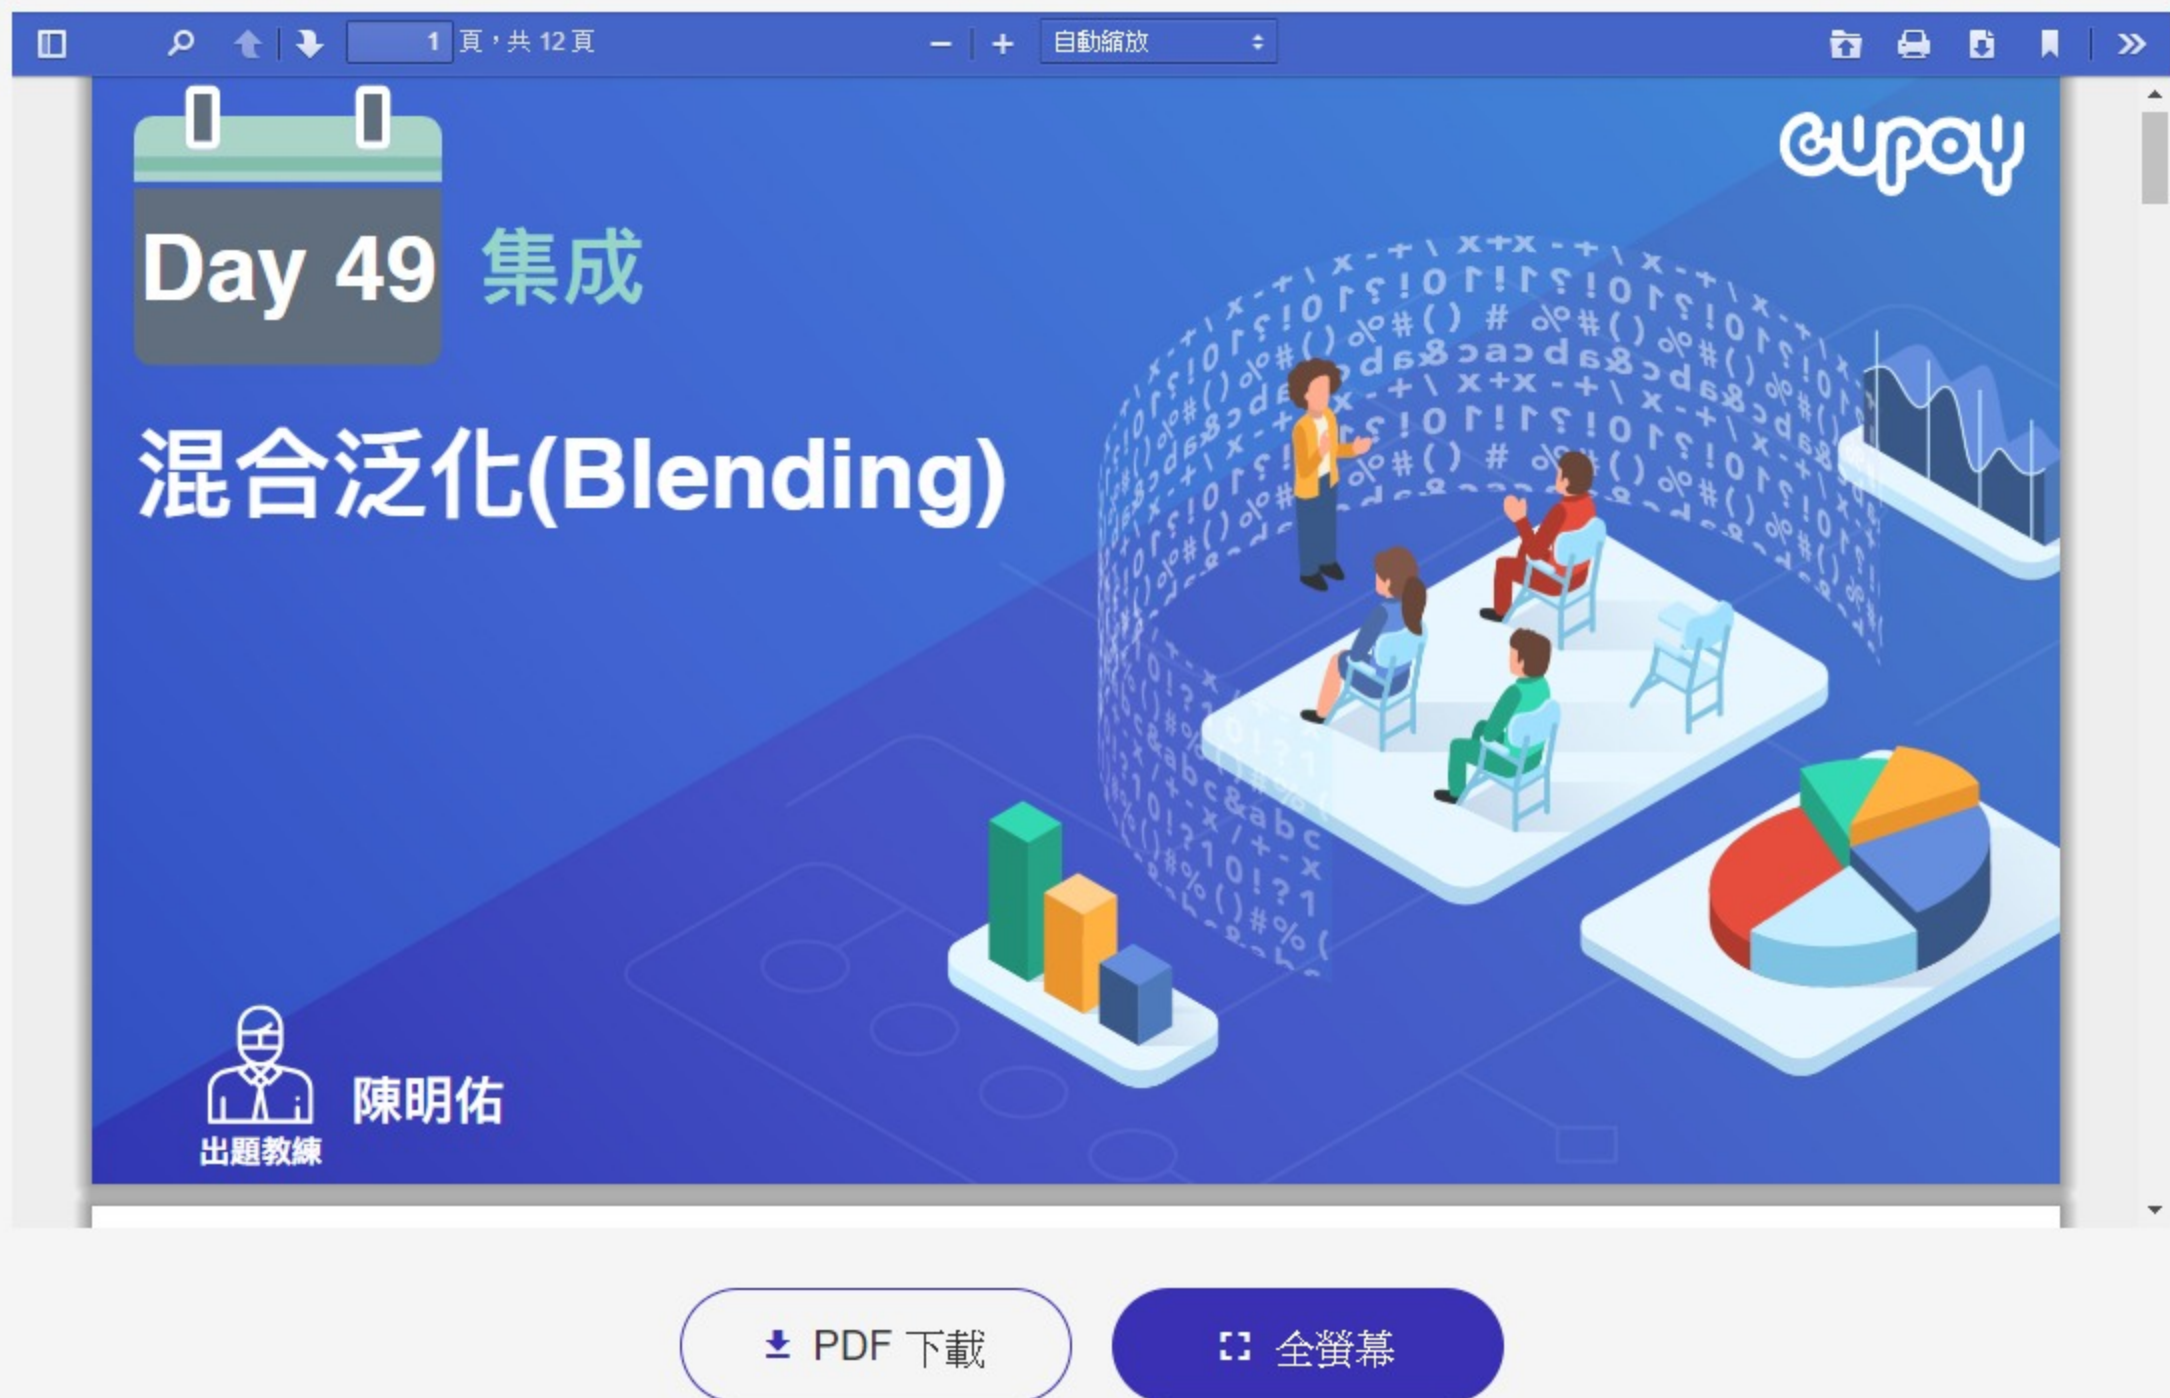 1 頁，共 12 頁
自動縮放
cupoy
Day 49 集成
混合泛化(Blending)
陳明佑
出題教練
PDF 下載
全螢幕